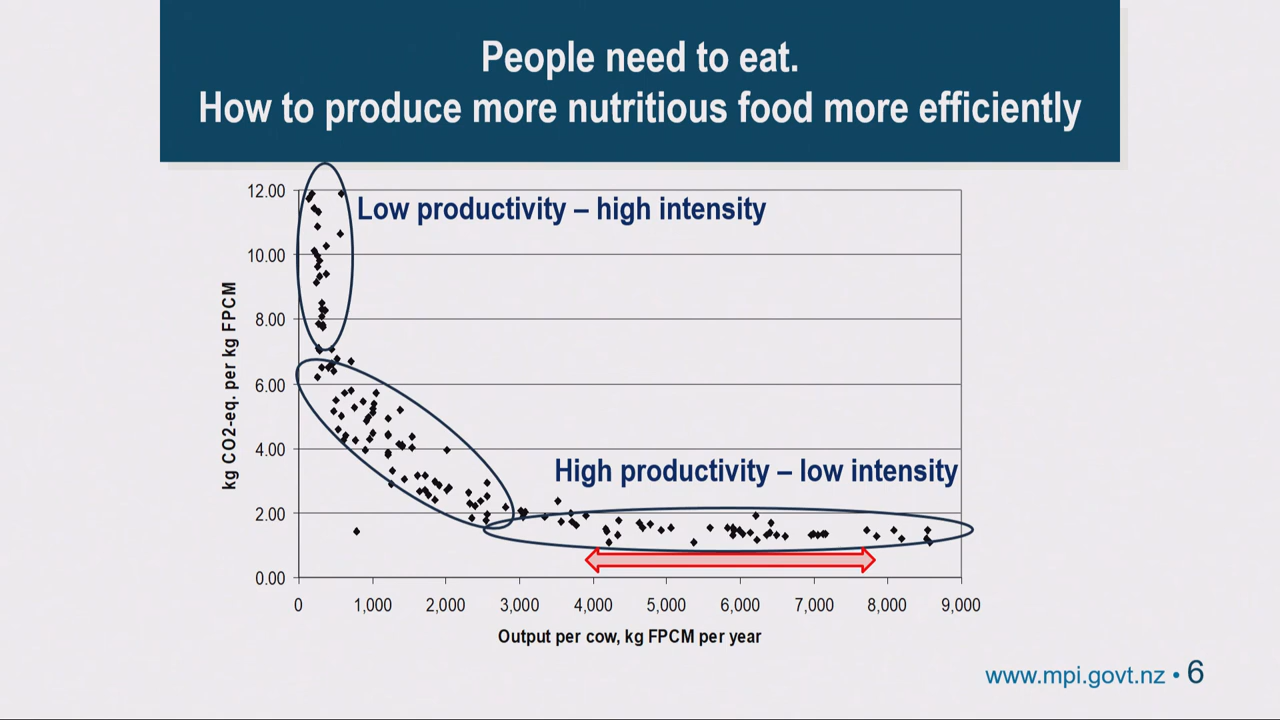 People need to eat.
How to produce more nutritious food more efficiently
12.00
10.00
8.00
6.00
4.00
2.00
0.00
kg CO2-eq. per kg FPCM
Low productivity – high intensity
High productivity – low intensity
0 1,000 2,000 3,000 4,000 5,000 6,000 7,000 8,000 9,000
Output per cow, kg FPCM per year
www.mpi.govt.nz • 6